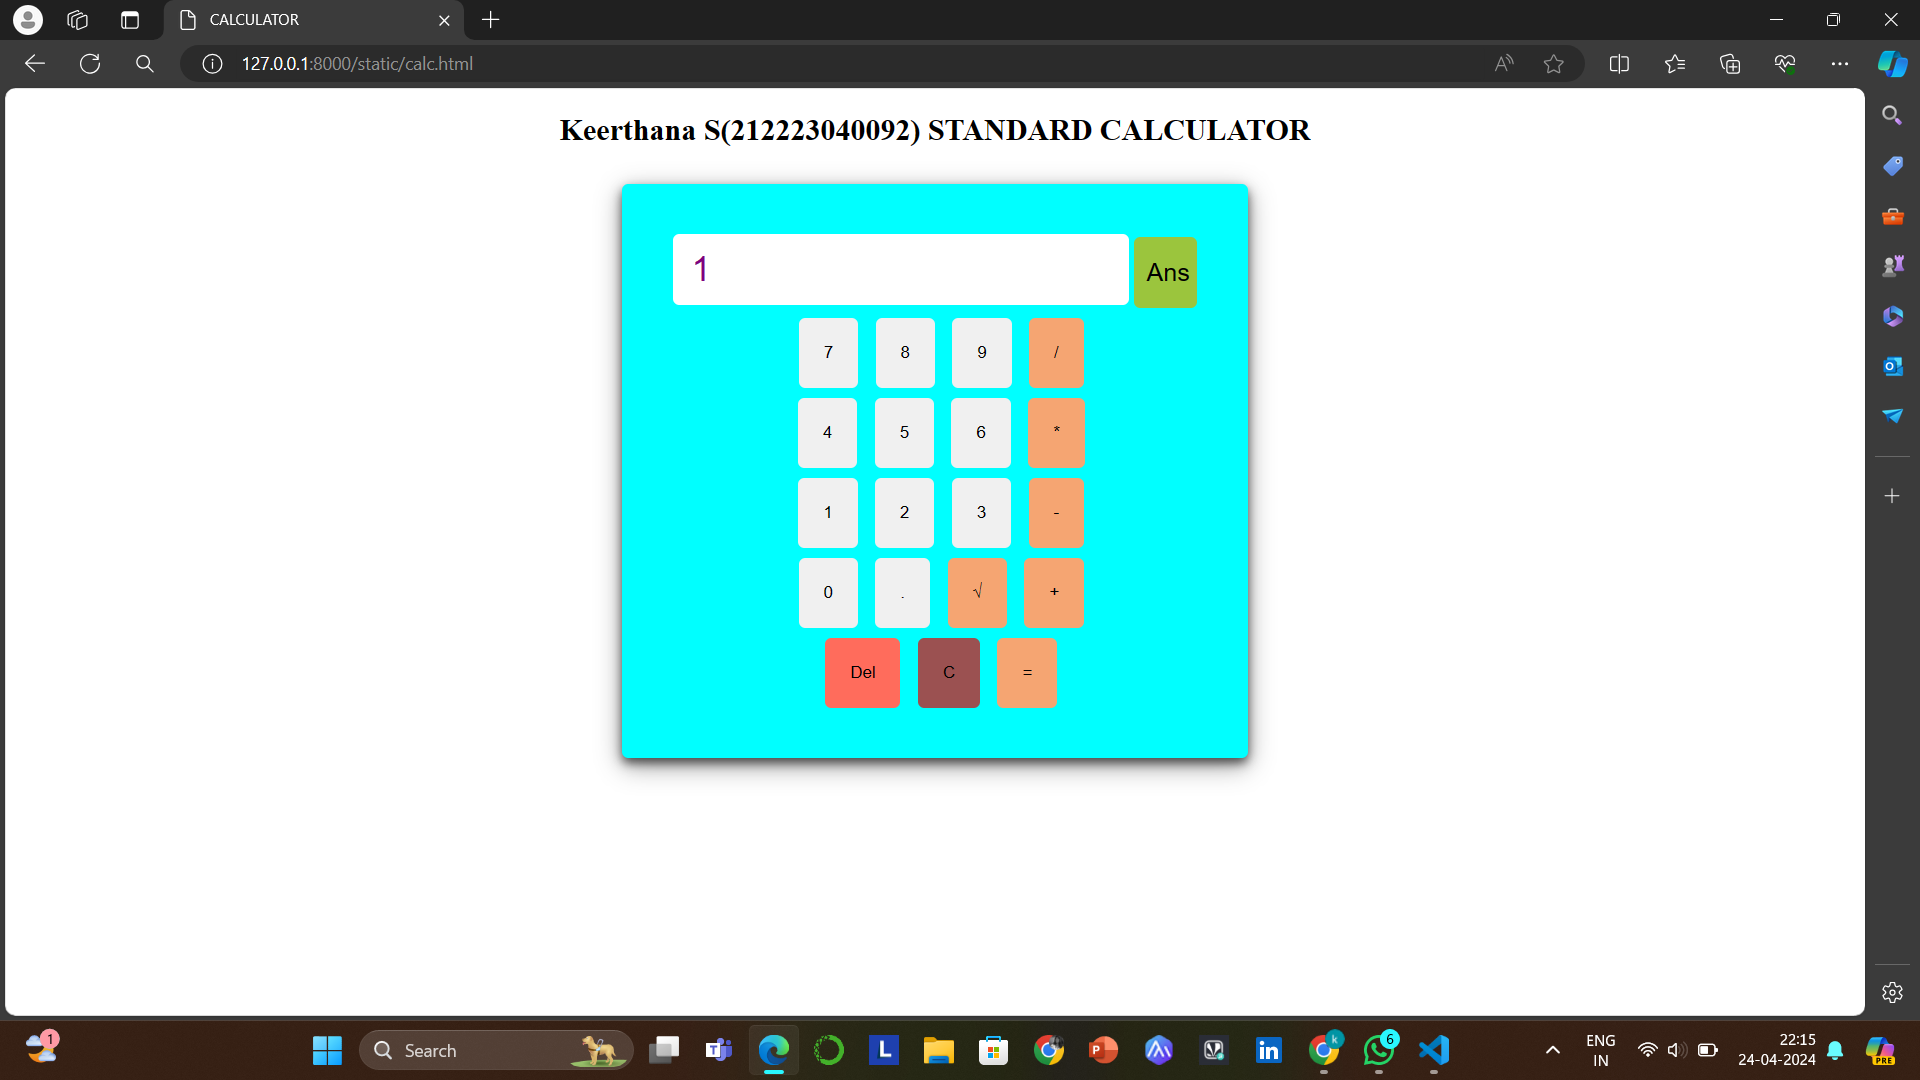 CALCULATOR
127.0.0.1:8000/static/calc.html
Keerthana S(212223040092) STANDARD CALCULATOR
1 Ans
7 8 9 /
4 5 6 *
1 2 3 -
0 . √ +
Del C =
1
Search
L
P
in
k
6
ENG
IN
22:15
24-04-2024
PRE